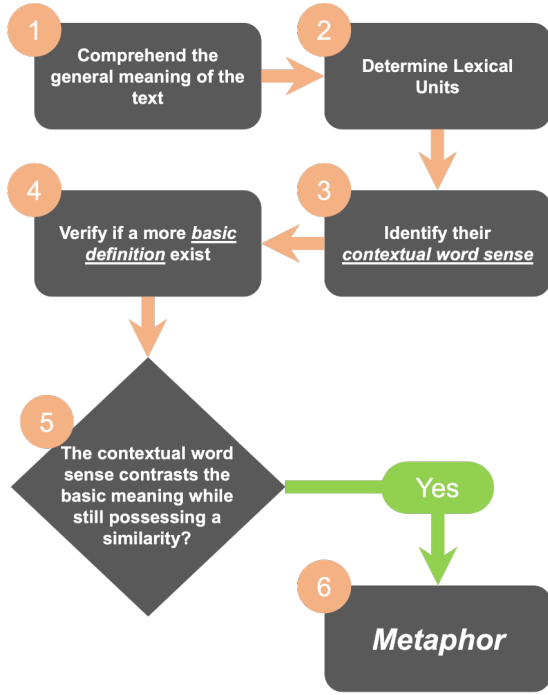 1
Comprehend the
general meaning of the
text
2
Determine Lexical
Units
3
Identify their
contextual word sense
4
Verify if a more basic
definition exist
5
The contextual word
sense contrasts the
basic meaning while
still possessing a
similarity?
Yes
6
Metaphor